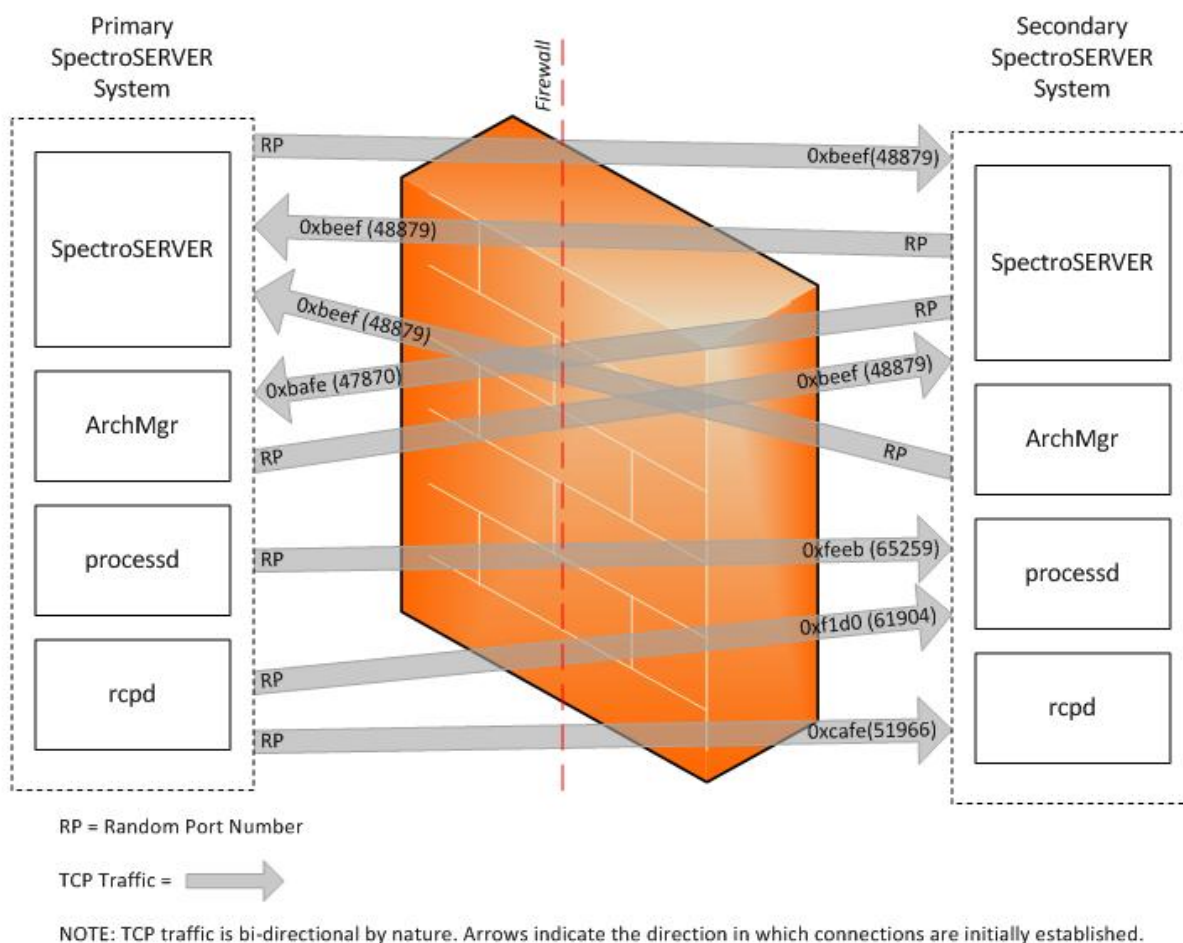 Primary
SpectroSERVER
System
Secondary
SpectroSERVER
System
Firewall
RP
0xbeef(48879)
SpectroSERVER
0xbeef (48879)
RP
SpectroSERVER
0xbeef (48879)
RP
0xbafe (47870)
0xbeef (48879)
ArchMgr
RP
RP
ArchMgr
processd
RP
0xfeeb (65259)
processd
0xf1d0 (61904)
RP
rcpd
rcpd
RP
0xcafe(51966)
RP = Random Port Number
TCP Traffic =
NOTE: TCP traffic is bi-directional by nature. Arrows indicate the direction in which connections are initially established.